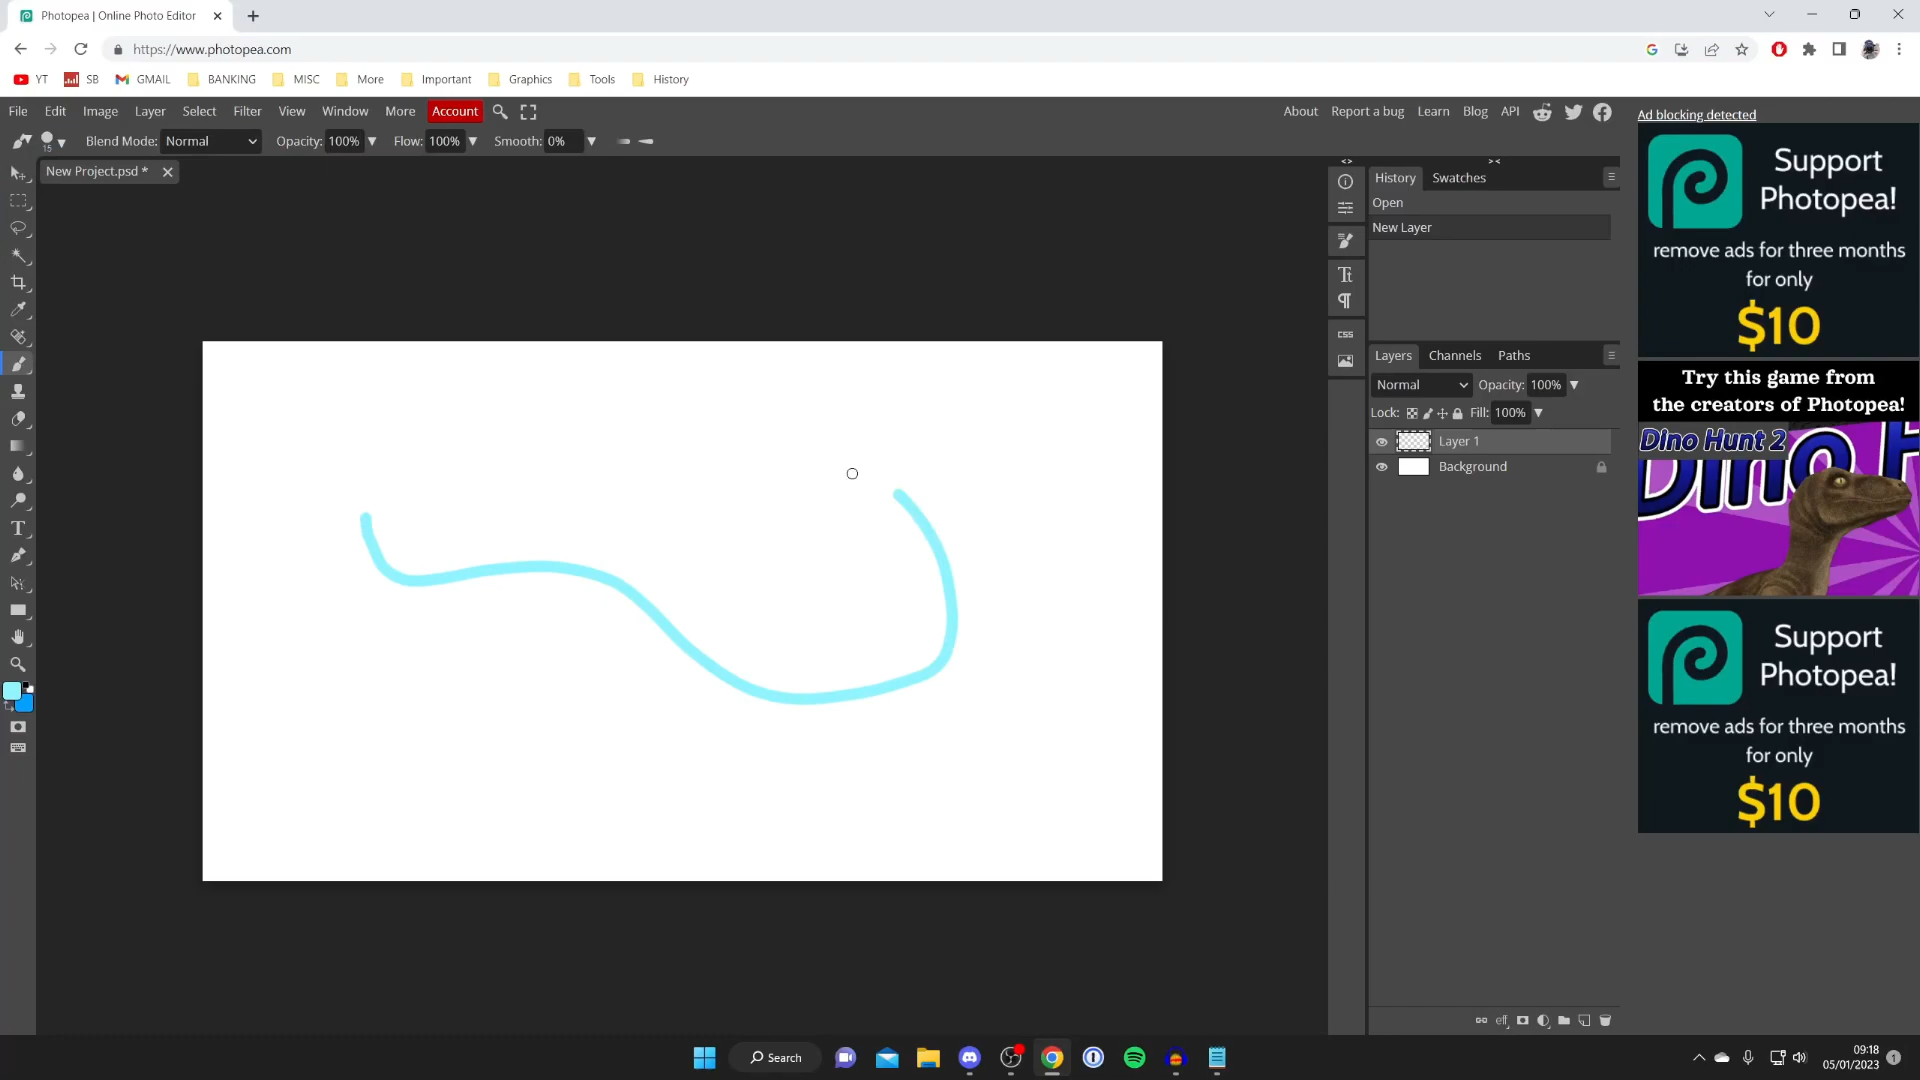 Photopea | Online Photo Editor
https://www.photopea.com
YT SB GMAIL BANKING MISC More Important Graphics Tools History
File Edit Image Layer Select Filter View Window More Account
About Report a bug Learn Blog API
Ad blocking detected
15 Blend Mode: Normal Opacity: 100% Flow: 100% Smooth: 0%
New Project.psd *
History Swatches
Open
New Layer
CSS
Layers Channels Paths
Normal Opacity: 100%
Lock: Fill: 100%
Layer 1
Background
eff
Support
Photopea!
remove ads for three months
for only
$10
Try this game from
the creators of Photopea!
Dino Hunt 2
Dino H
Support
Photopea!
remove ads for three months
for only
$10
Search
09:18
05/01/2023
1